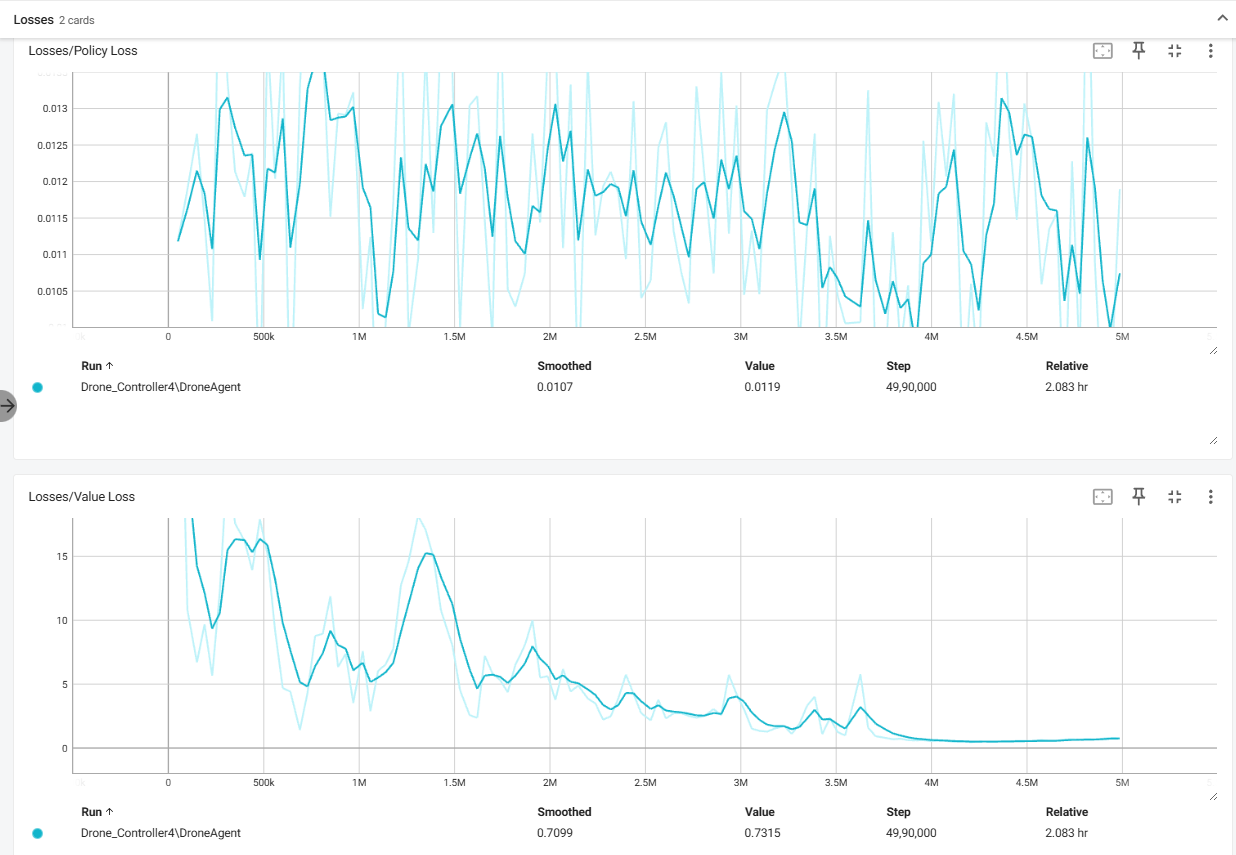 Losses 2 cards
Losses/Policy Loss
0.013
0.0125
0.012
0.0115
0.011
0.0105
0 500k 1M 1.5M 2M 2.5M 3M 3.5M 4M 4.5M 5M
Run ↑ Smoothed Value Step Relative
Drone_Controller4\DroneAgent 0.0107 0.0119 49,90,000 2.083 hr
Losses/Value Loss
15
10
5
0
0 500k 1M 1.5M 2M 2.5M 3M 3.5M 4M 4.5M 5M
Run ↑ Smoothed Value Step Relative
Drone_Controller4\DroneAgent 0.7099 0.7315 49,90,000 2.083 hr